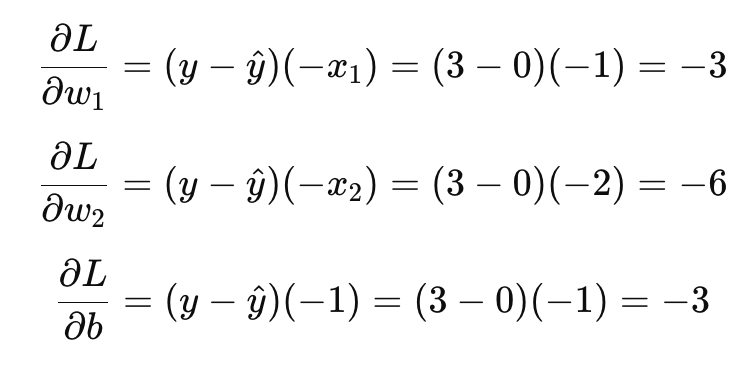 ∂L/∂w₁ = (y − ŷ)(−x₁) = (3 − 0)(−1) = −3
∂L/∂w₂ = (y − ŷ)(−x₂) = (3 − 0)(−2) = −6
∂L/∂b = (y − ŷ)(−1) = (3 − 0)(−1) = −3